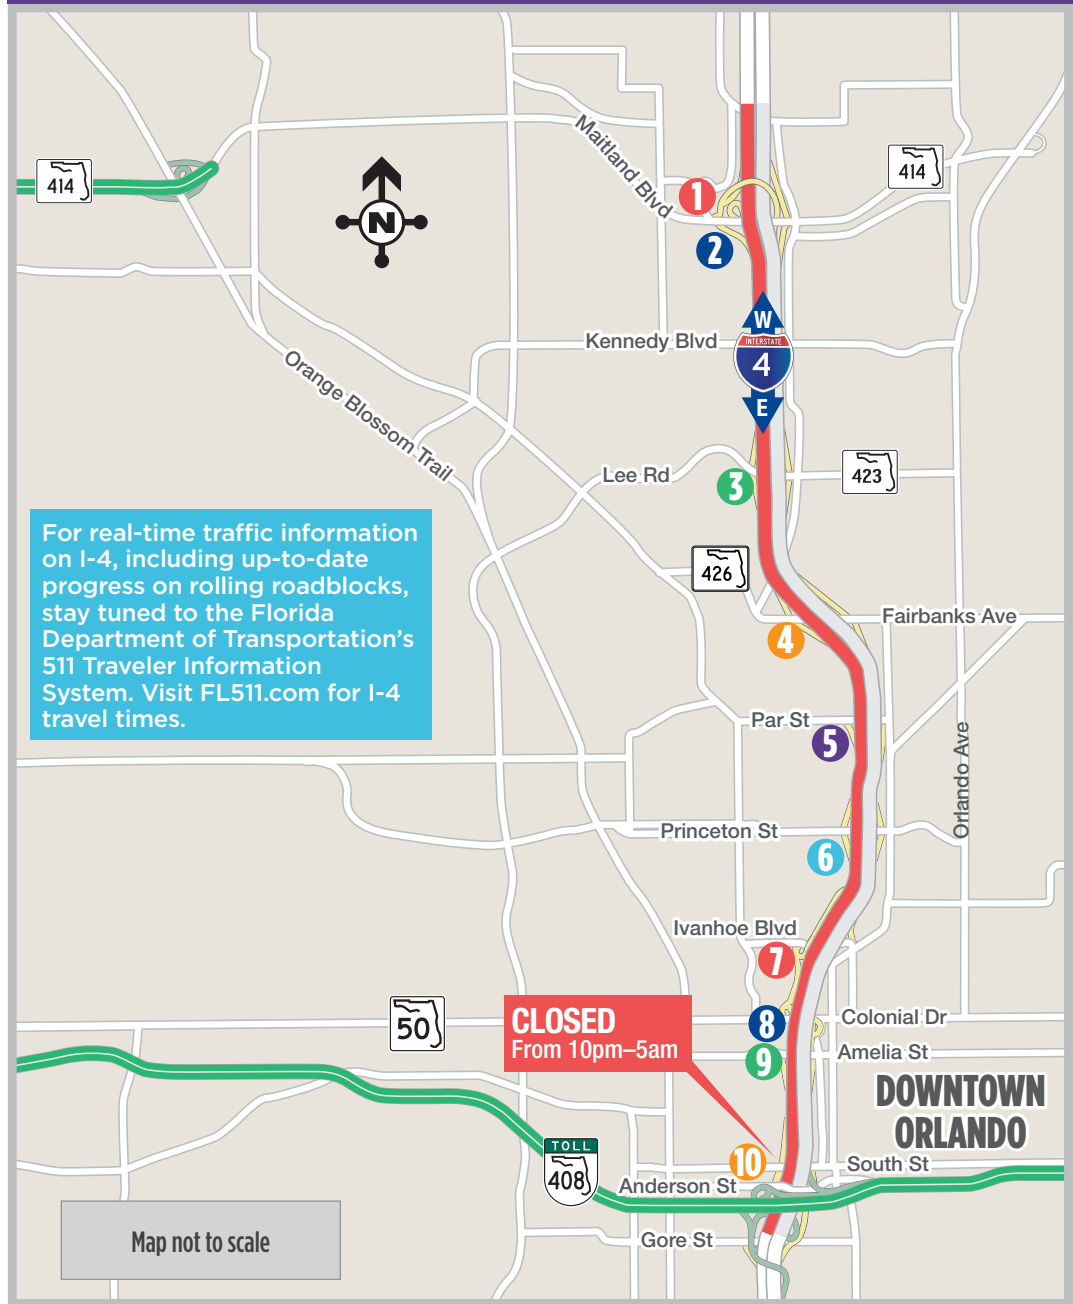 Maitland Blvd
414
414
1
N
2
W
INTERSTATE
4
E
Kennedy Blvd
Orange Blossom Trail
Lee Rd
423
3
For real-time traffic information
on I-4, including up-to-date
progress on rolling roadblocks,
stay tuned to the Florida
Department of Transportation's
511 Traveler Information
System. Visit FL511.com for I-4
travel times.
426
Fairbanks Ave
4
Par St
5
Orlando Ave
Princeton St
6
Ivanhoe Blvd
7
CLOSED
From 10pm–5am
50
8
Colonial Dr
9
Amelia St
DOWNTOWN
ORLANDO
TOLL
408
10
South St
Anderson St
Gore St
Map not to scale